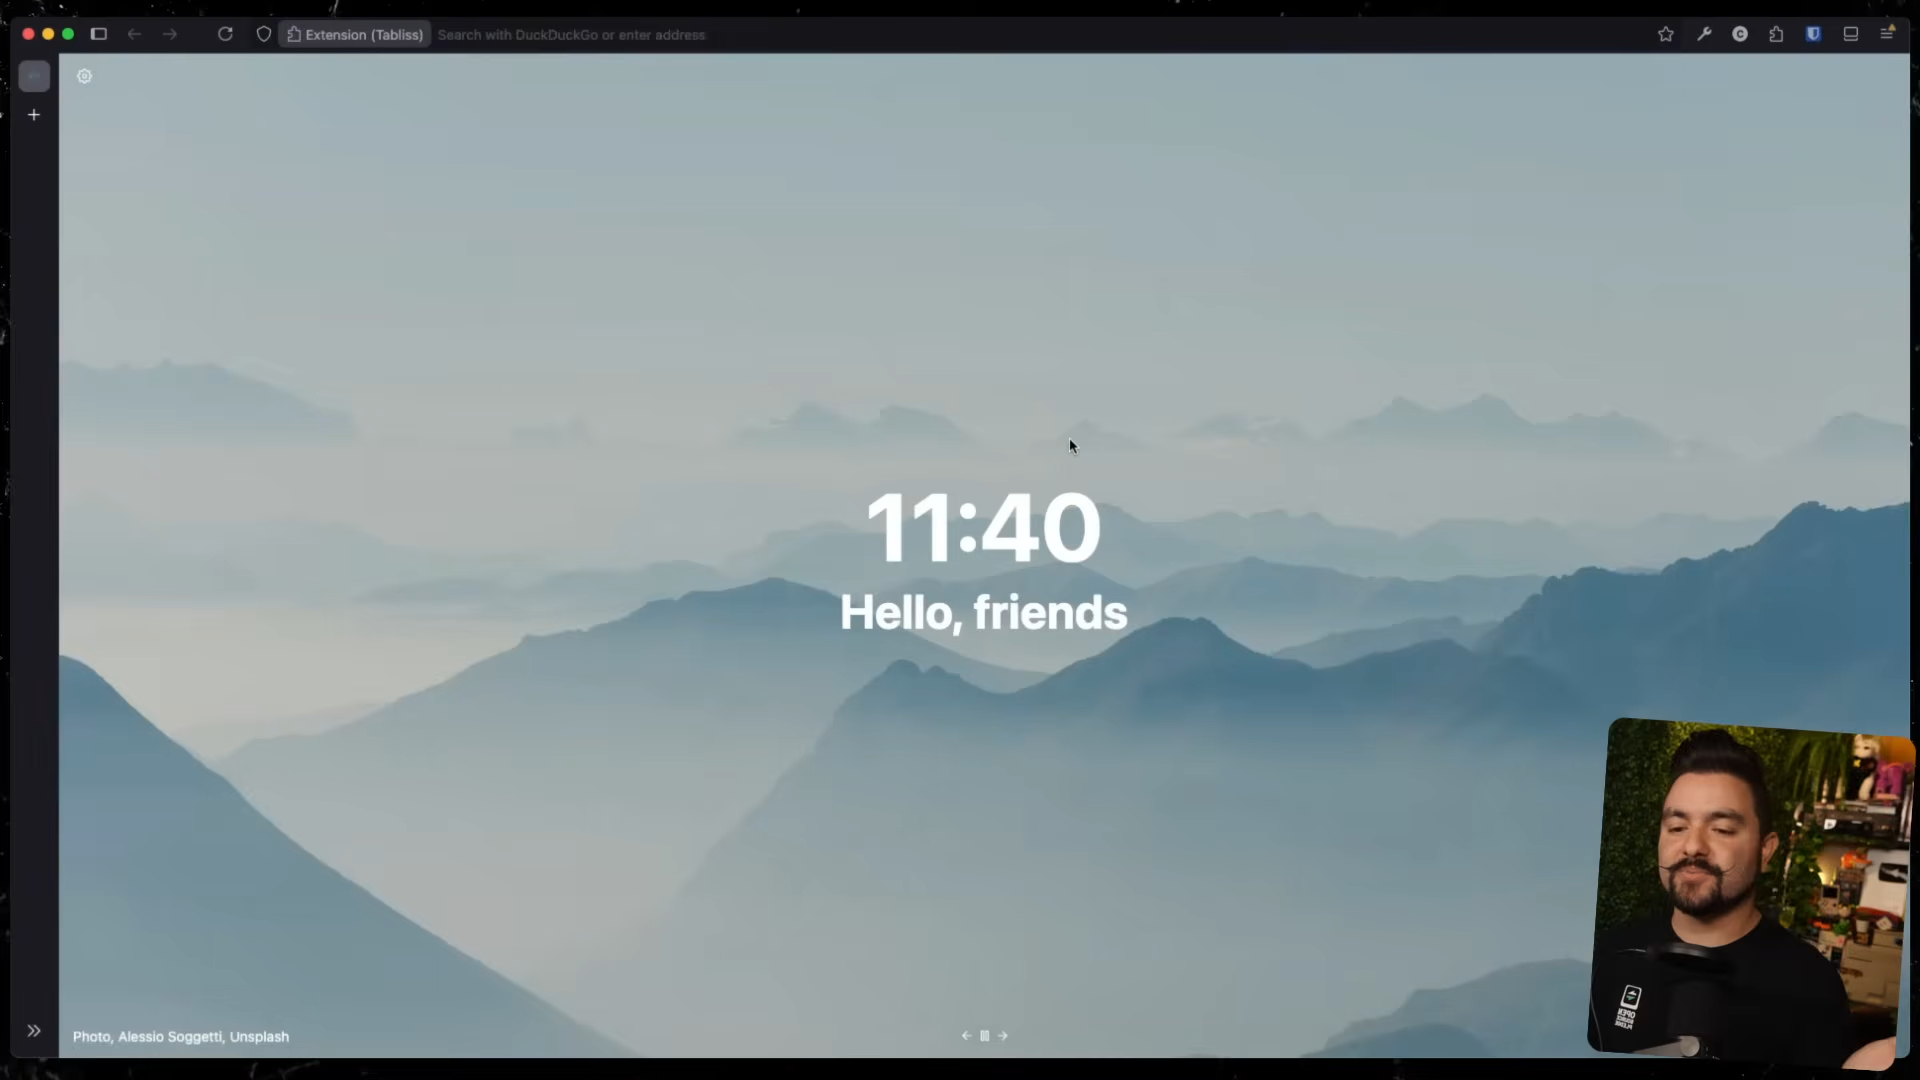 Extension (Tabliss) Search with DuckDuckGo or enter address
11:40
Hello, friends
Photo, Alessio Soggetti, Unsplash